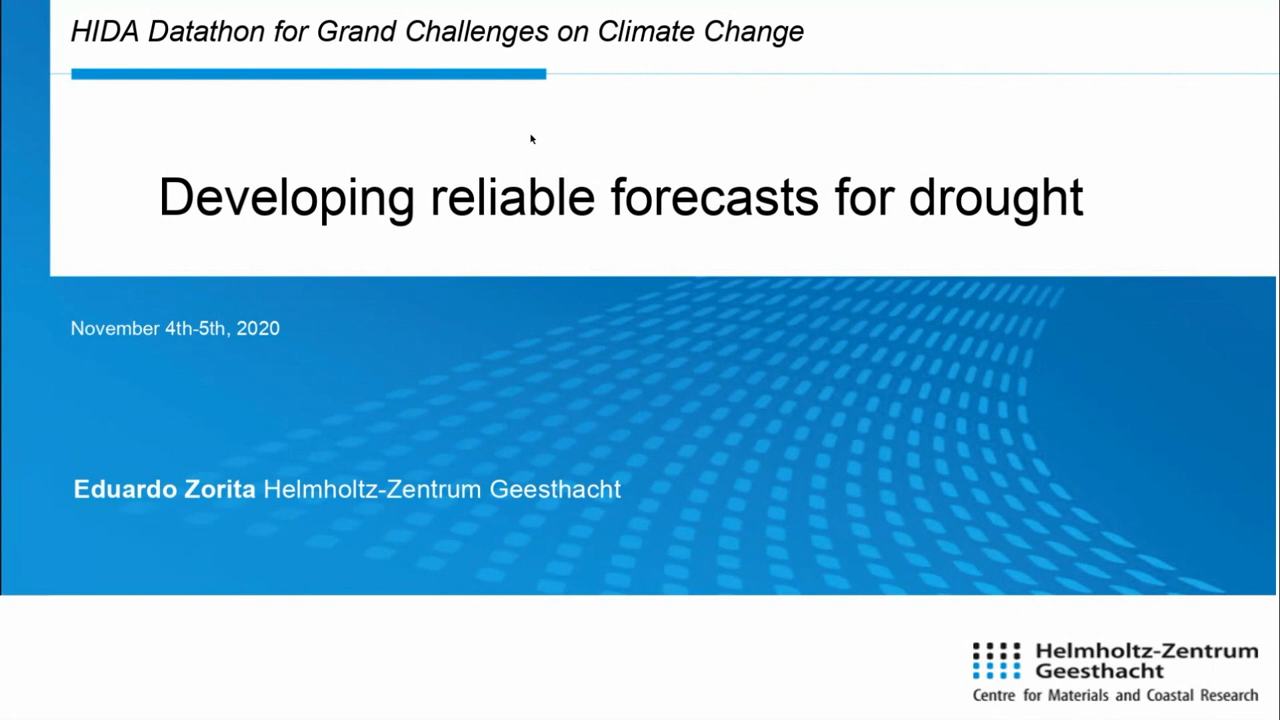 HIDA Datathon for Grand Challenges on Climate Change
Developing reliable forecasts for drought
November 4th-5th, 2020
Eduardo Zorita Helmholtz-Zentrum Geesthacht
Helmholtz-Zentrum
Geesthacht
Centre for Materials and Coastal Research